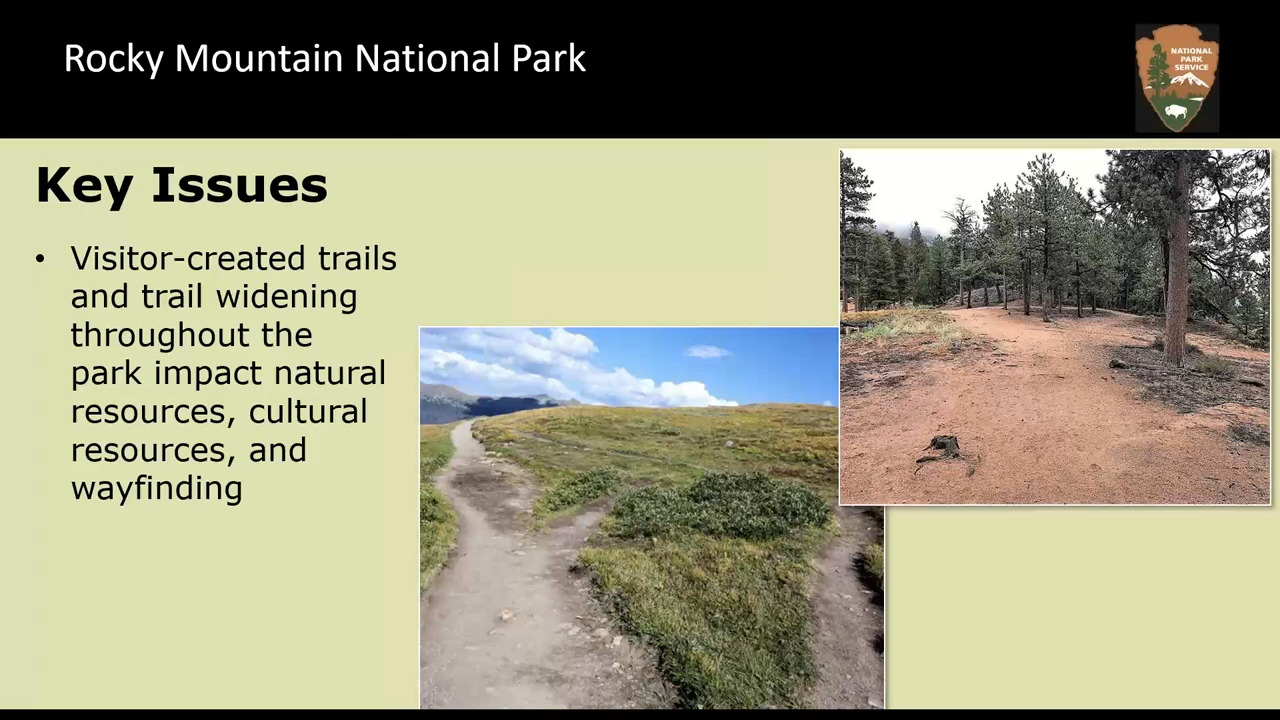 Rocky Mountain National Park
NATIONAL
PARK
SERVICE
Key Issues
• Visitor-created trails
and trail widening
throughout the
park impact natural
resources, cultural
resources, and
wayfinding